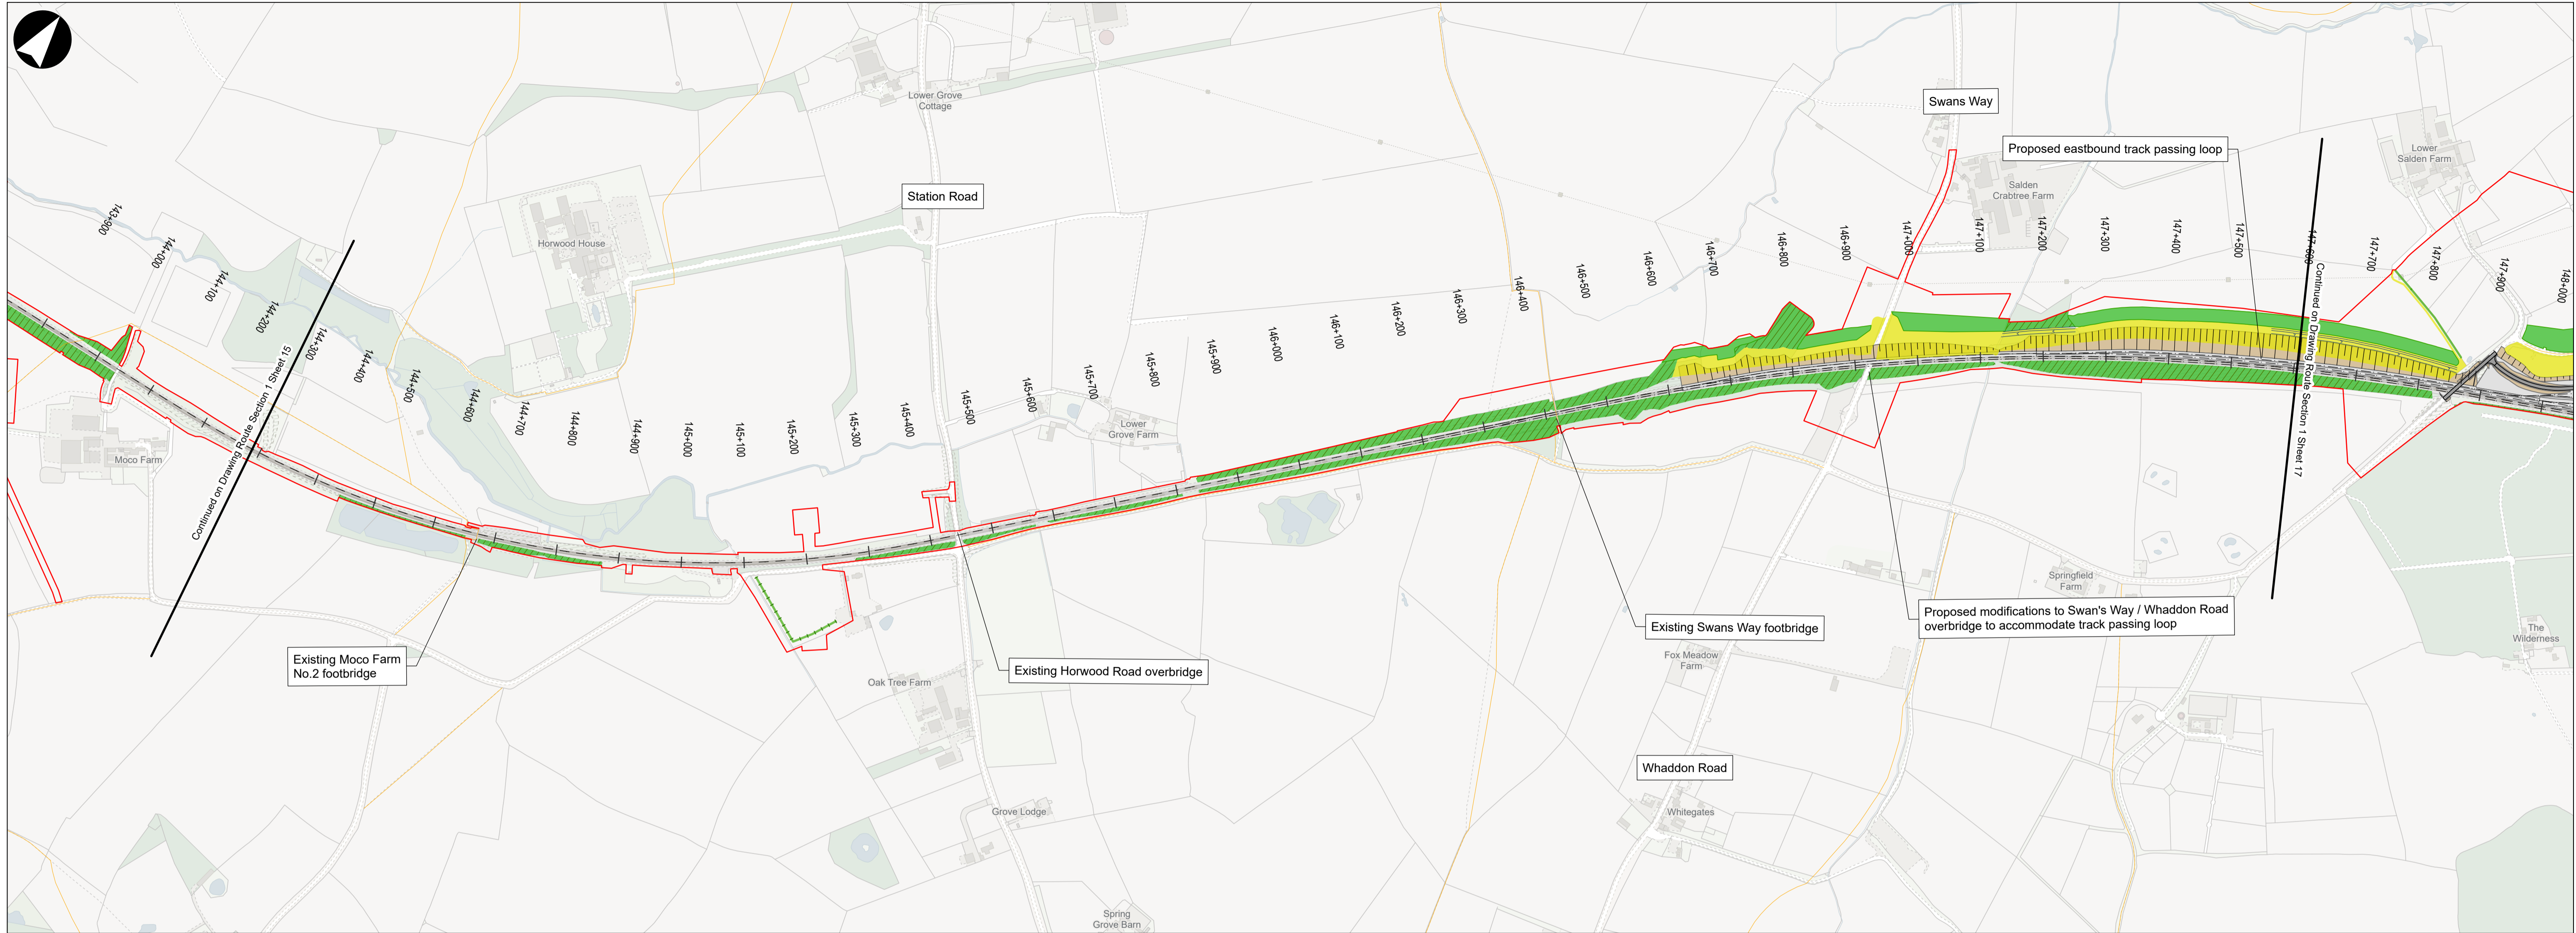 Lower Grove
Cottage
Swans Way
Proposed eastbound track passing loop
Lower
Salden Farm
Station Road
Salden
Crabtree Farm
Horwood House
143+900
144+000
144+100
144+200
144+300
144+400
144+500
144+600
144+700
144+800
144+900
145+000
145+100
145+200
145+300
145+400
145+500
145+600
145+700
145+800
145+900
146+000
146+100
146+200
146+300
146+400
146+500
146+600
146+700
146+800
146+900
147+000
147+100
147+200
147+300
147+400
147+500
147+600
147+700
147+800
147+900
148+000
Continued on Drawing Route Section 1 Sheet 15
Continued on Drawing Route Section 1 Sheet 17
Moco Farm
Lower
Grove Farm
Springfield
Farm
Existing Moco Farm
No.2 footbridge
Existing Horwood Road overbridge
Existing Swans Way footbridge
Proposed modifications to Swan's Way / Whaddon Road
overbridge to accommodate track passing loop
The
Wilderness
Oak Tree Farm
Fox Meadow
Farm
Whaddon Road
Grove Lodge
Whitegates
Spring
Grove Barn